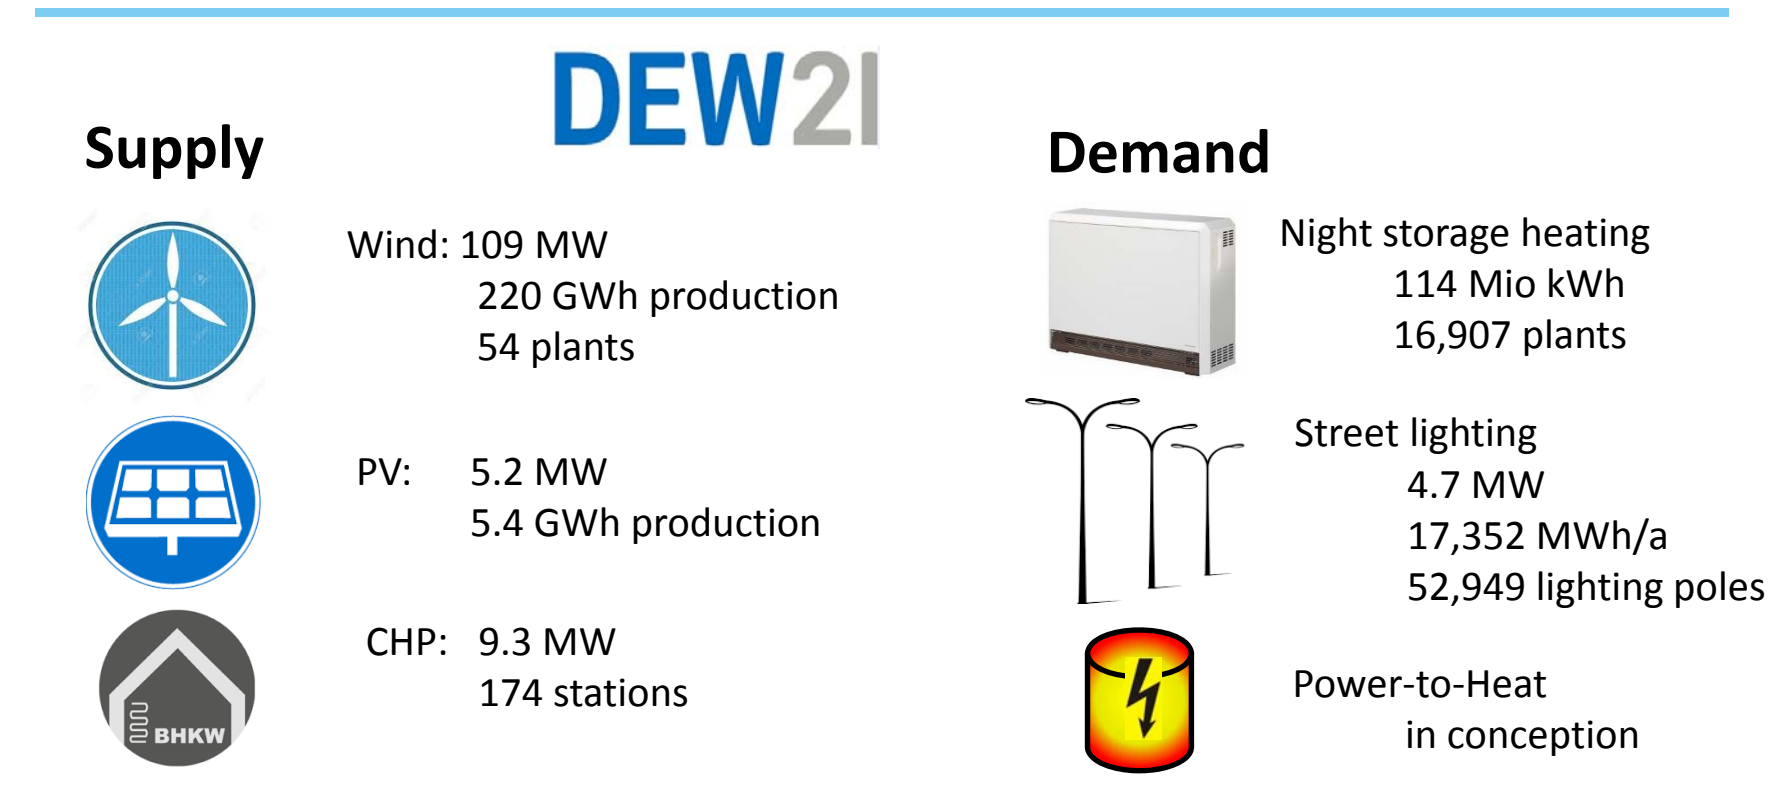 DEW21
Supply
Wind: 109 MW
220 GWh production
54 plants
PV: 5.2 MW
5.4 GWh production
BHKW
CHP: 9.3 MW
174 stations
Demand
Night storage heating
114 Mio kWh
16,907 plants
Street lighting
4.7 MW
17,352 MWh/a
52,949 lighting poles
Power-to-Heat
in conception